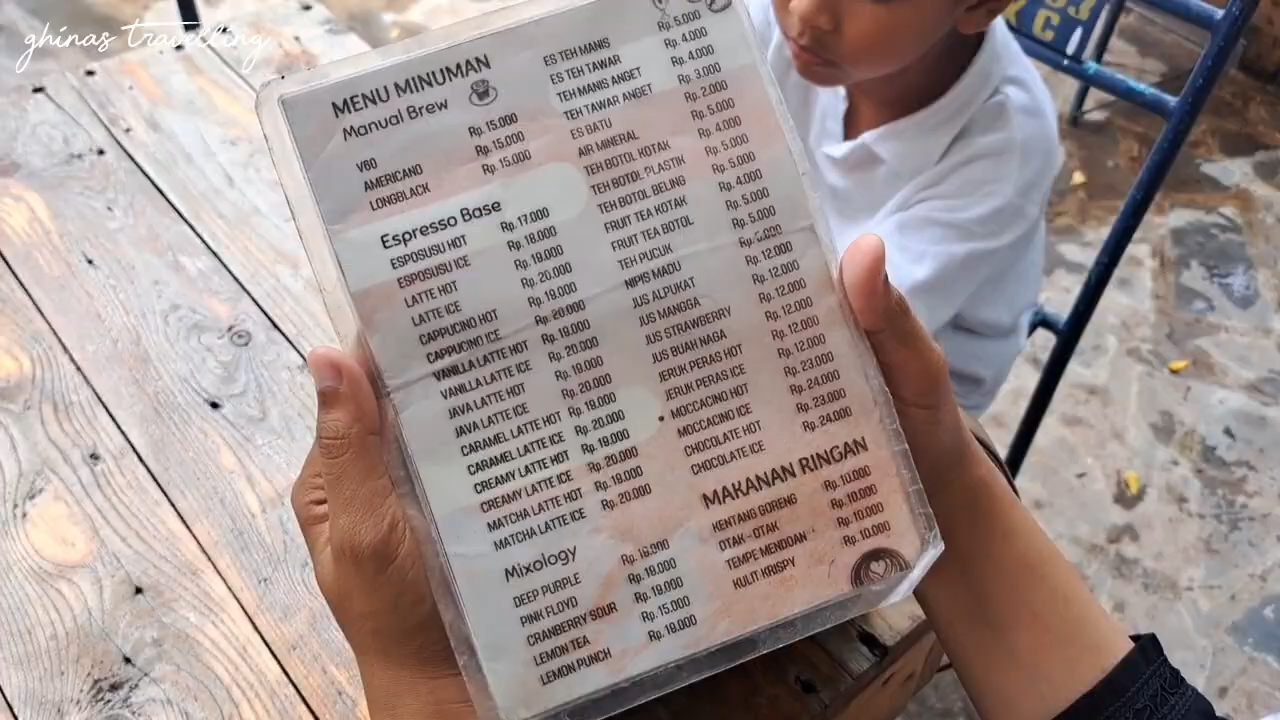 ghinas travelling
MENU MINUMAN
Manual Brew
V60 Rp. 15.000
AMERICANO Rp. 15.000
LONGBLACK Rp. 15.000
Espresso Base
ESPOSUSU HOT Rp. 17.000
ESPOSUSU ICE Rp. 18.000
LATTE HOT Rp. 19.000
LATTE ICE Rp. 20.000
CAPPUCINO HOT Rp. 19.000
CAPPUCINO ICE Rp. 20.000
VANILLA LATTE HOT Rp. 19.000
VANILLA LATTE ICE Rp. 20.000
JAVA LATTE HOT Rp. 19.000
JAVA LATTE ICE Rp. 20.000
CARAMEL LATTE HOT Rp. 19.000
CARAMEL LATTE ICE Rp. 20.000
CREAMY LATTE HOT Rp. 19.000
CREAMY LATTE ICE Rp. 20.000
MATCHA LATTE HOT Rp. 19.000
MATCHA LATTE ICE Rp. 20.000
Mixology
DEEP PURPLE Rp.
PINK FLOYD Rp. 18.000
CRANBERRY SOUR Rp. 19.000
LEMON TEA Rp. 15.000
LEMON PUNCH Rp. 19.000
ES TEH MANIS Rp. 5.000
ES TEH TAWAR Rp. 4.000
TEH MANIS ANGET Rp. 4.000
TEH TAWAR ANGET Rp. 3.000
ES BATU Rp. 2.000
AIR MINERAL Rp. 5.000
TEH BOTOL KOTAK Rp. 4.000
TEH BOTOL PLASTIK Rp. 5.000
TEH BOTOL BELING Rp. 5.000
FRUIT TEA KOTAK Rp. 4.000
FRUIT TEA BOTOL Rp. 5.000
TEH PUCUK Rp. 5.000
NIPIS MADU Rp.
JUS ALPUKAT Rp. 12.000
JUS MANGGA Rp. 12.000
JUS STRAWBERRY Rp. 12.000
JUS BUAH NAGA Rp. 12.000
JERUK PERAS HOT Rp. 12.000
JERUK PERAS ICE Rp. 12.000
MOCCACINO HOT Rp. 23.000
MOCCACINO ICE Rp. 24.000
CHOCOLATE HOT Rp. 23.000
CHOCOLATE ICE Rp. 24.000
MAKANAN RINGAN
KENTANG GORENG Rp. 10.000
OTAK - OTAK Rp. 10.000
TEMPE MENDOAN Rp. 10.000
KULIT KRISPY Rp. 10.000